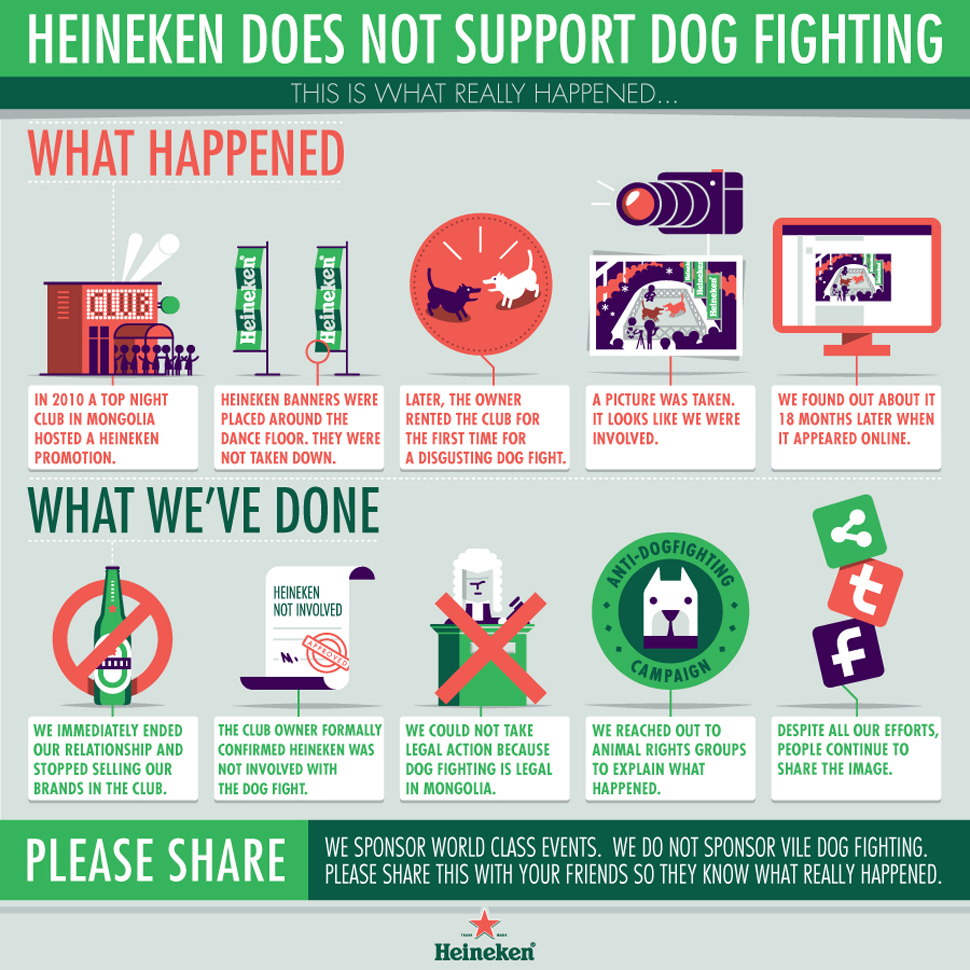 HEINEKEN DOES NOT SUPPORT DOG FIGHTING
THIS IS WHAT REALLY HAPPENED...
WHAT HAPPENED
CLUB
Heineken®
Heineken®
Heineken
Heineken
IN 2010 A TOP NIGHT
CLUB IN MONGOLIA
HOSTED A HEINEKEN
PROMOTION.
HEINEKEN BANNERS WERE
PLACED AROUND THE
DANCE FLOOR. THEY WERE
NOT TAKEN DOWN.
LATER, THE OWNER
RENTED THE CLUB FOR
THE FIRST TIME FOR
A DISGUSTING DOG FIGHT.
A PICTURE WAS TAKEN.
IT LOOKS LIKE WE WERE
INVOLVED.
WE FOUND OUT ABOUT IT
18 MONTHS LATER WHEN
IT APPEARED ONLINE.
WHAT WE'VE DONE
HEINEKEN
NOT INVOLVED
APPROVED
ANTI-DOGFIGHTING
CAMPAIGN
t
f
WE IMMEDIATELY ENDED
OUR RELATIONSHIP AND
STOPPED SELLING OUR
BRANDS IN THE CLUB.
THE CLUB OWNER FORMALLY
CONFIRMED HEINEKEN WAS
NOT INVOLVED WITH
THE DOG FIGHT.
WE COULD NOT TAKE
LEGAL ACTION BECAUSE
DOG FIGHTING IS LEGAL
IN MONGOLIA.
WE REACHED OUT TO
ANIMAL RIGHTS GROUPS
TO EXPLAIN WHAT
HAPPENED.
DESPITE ALL OUR EFFORTS,
PEOPLE CONTINUE TO
SHARE THE IMAGE.
PLEASE SHARE
WE SPONSOR WORLD CLASS EVENTS. WE DO NOT SPONSOR VILE DOG FIGHTING.
PLEASE SHARE THIS WITH YOUR FRIENDS SO THEY KNOW WHAT REALLY HAPPENED.
TRADE MARK
Heineken®